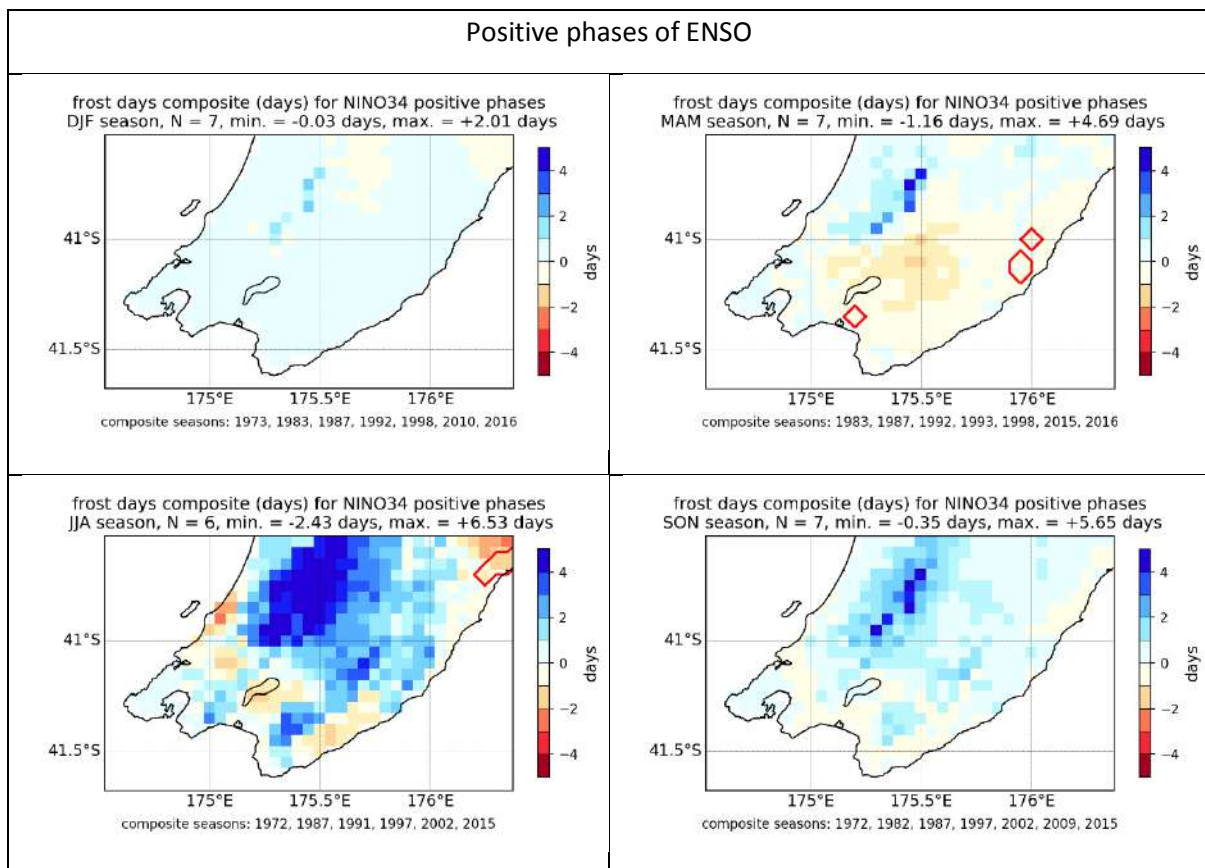 Positive phases of ENSO
frost days composite (days) for NINO34 positive phases
DJF season, N = 7, min. = -0.03 days, max. = +2.01 days
4
2
0
−2
−4
days
41°S
41.5°S
175°E
175.5°E
176°E
composite seasons: 1973, 1983, 1987, 1992, 1998, 2010, 2016
frost days composite (days) for NINO34 positive phases
MAM season, N = 7, min. = -1.16 days, max. = +4.69 days
4
2
0
−2
−4
days
41°S
41.5°S
175°E
175.5°E
176°E
composite seasons: 1983, 1987, 1992, 1993, 1998, 2015, 2016
frost days composite (days) for NINO34 positive phases
JJA season, N = 6, min. = -2.43 days, max. = +6.53 days
4
2
0
−2
−4
days
41°S
41.5°S
175°E
175.5°E
176°E
composite seasons: 1972, 1987, 1991, 1997, 2002, 2015
frost days composite (days) for NINO34 positive phases
SON season, N = 7, min. = -0.35 days, max. = +5.65 days
4
2
0
−2
−4
days
41°S
41.5°S
175°E
175.5°E
176°E
composite seasons: 1972, 1982, 1987, 1997, 2002, 2009, 2015